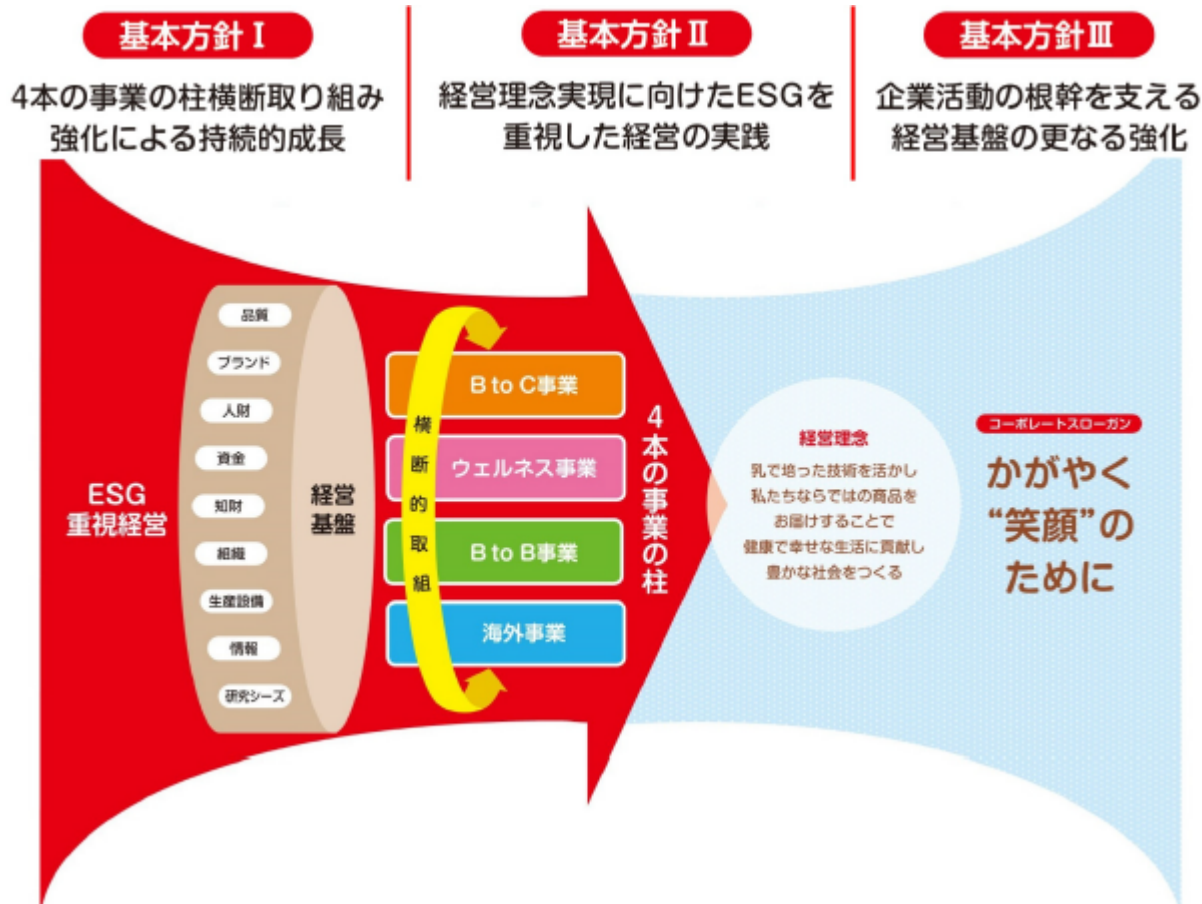 基本方針Ⅰ
4本の事業の柱横断取り組み
強化による持続的成長
基本方針Ⅱ
経営理念実現に向けたESGを
重視した経営の実践
基本方針Ⅲ
企業活動の根幹を支える
経営基盤の更なる強化
ESG
重視経営
品質
ブランド
人財
資金
知財
組織
生産設備
情報
研究シーズ
経営
基盤
横断的取組
B to C事業
ウェルネス事業
B to B事業
海外事業
4本の事業の柱
経営理念
乳で培った技術を活かし
私たちならではの商品を
お届けすることで
健康で幸せな生活に貢献し
豊かな社会をつくる
コーポレートスローガン
かがやく
“笑顔”の
ために